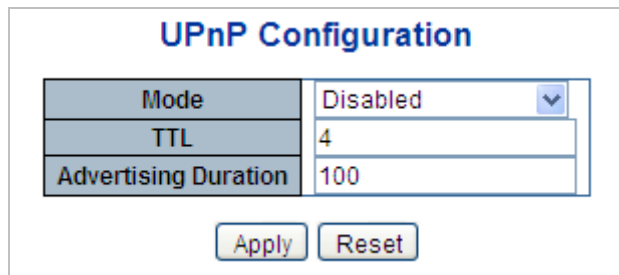 UPnP Configuration
Mode Disabled
TTL 4
Advertising Duration 100
Apply Reset